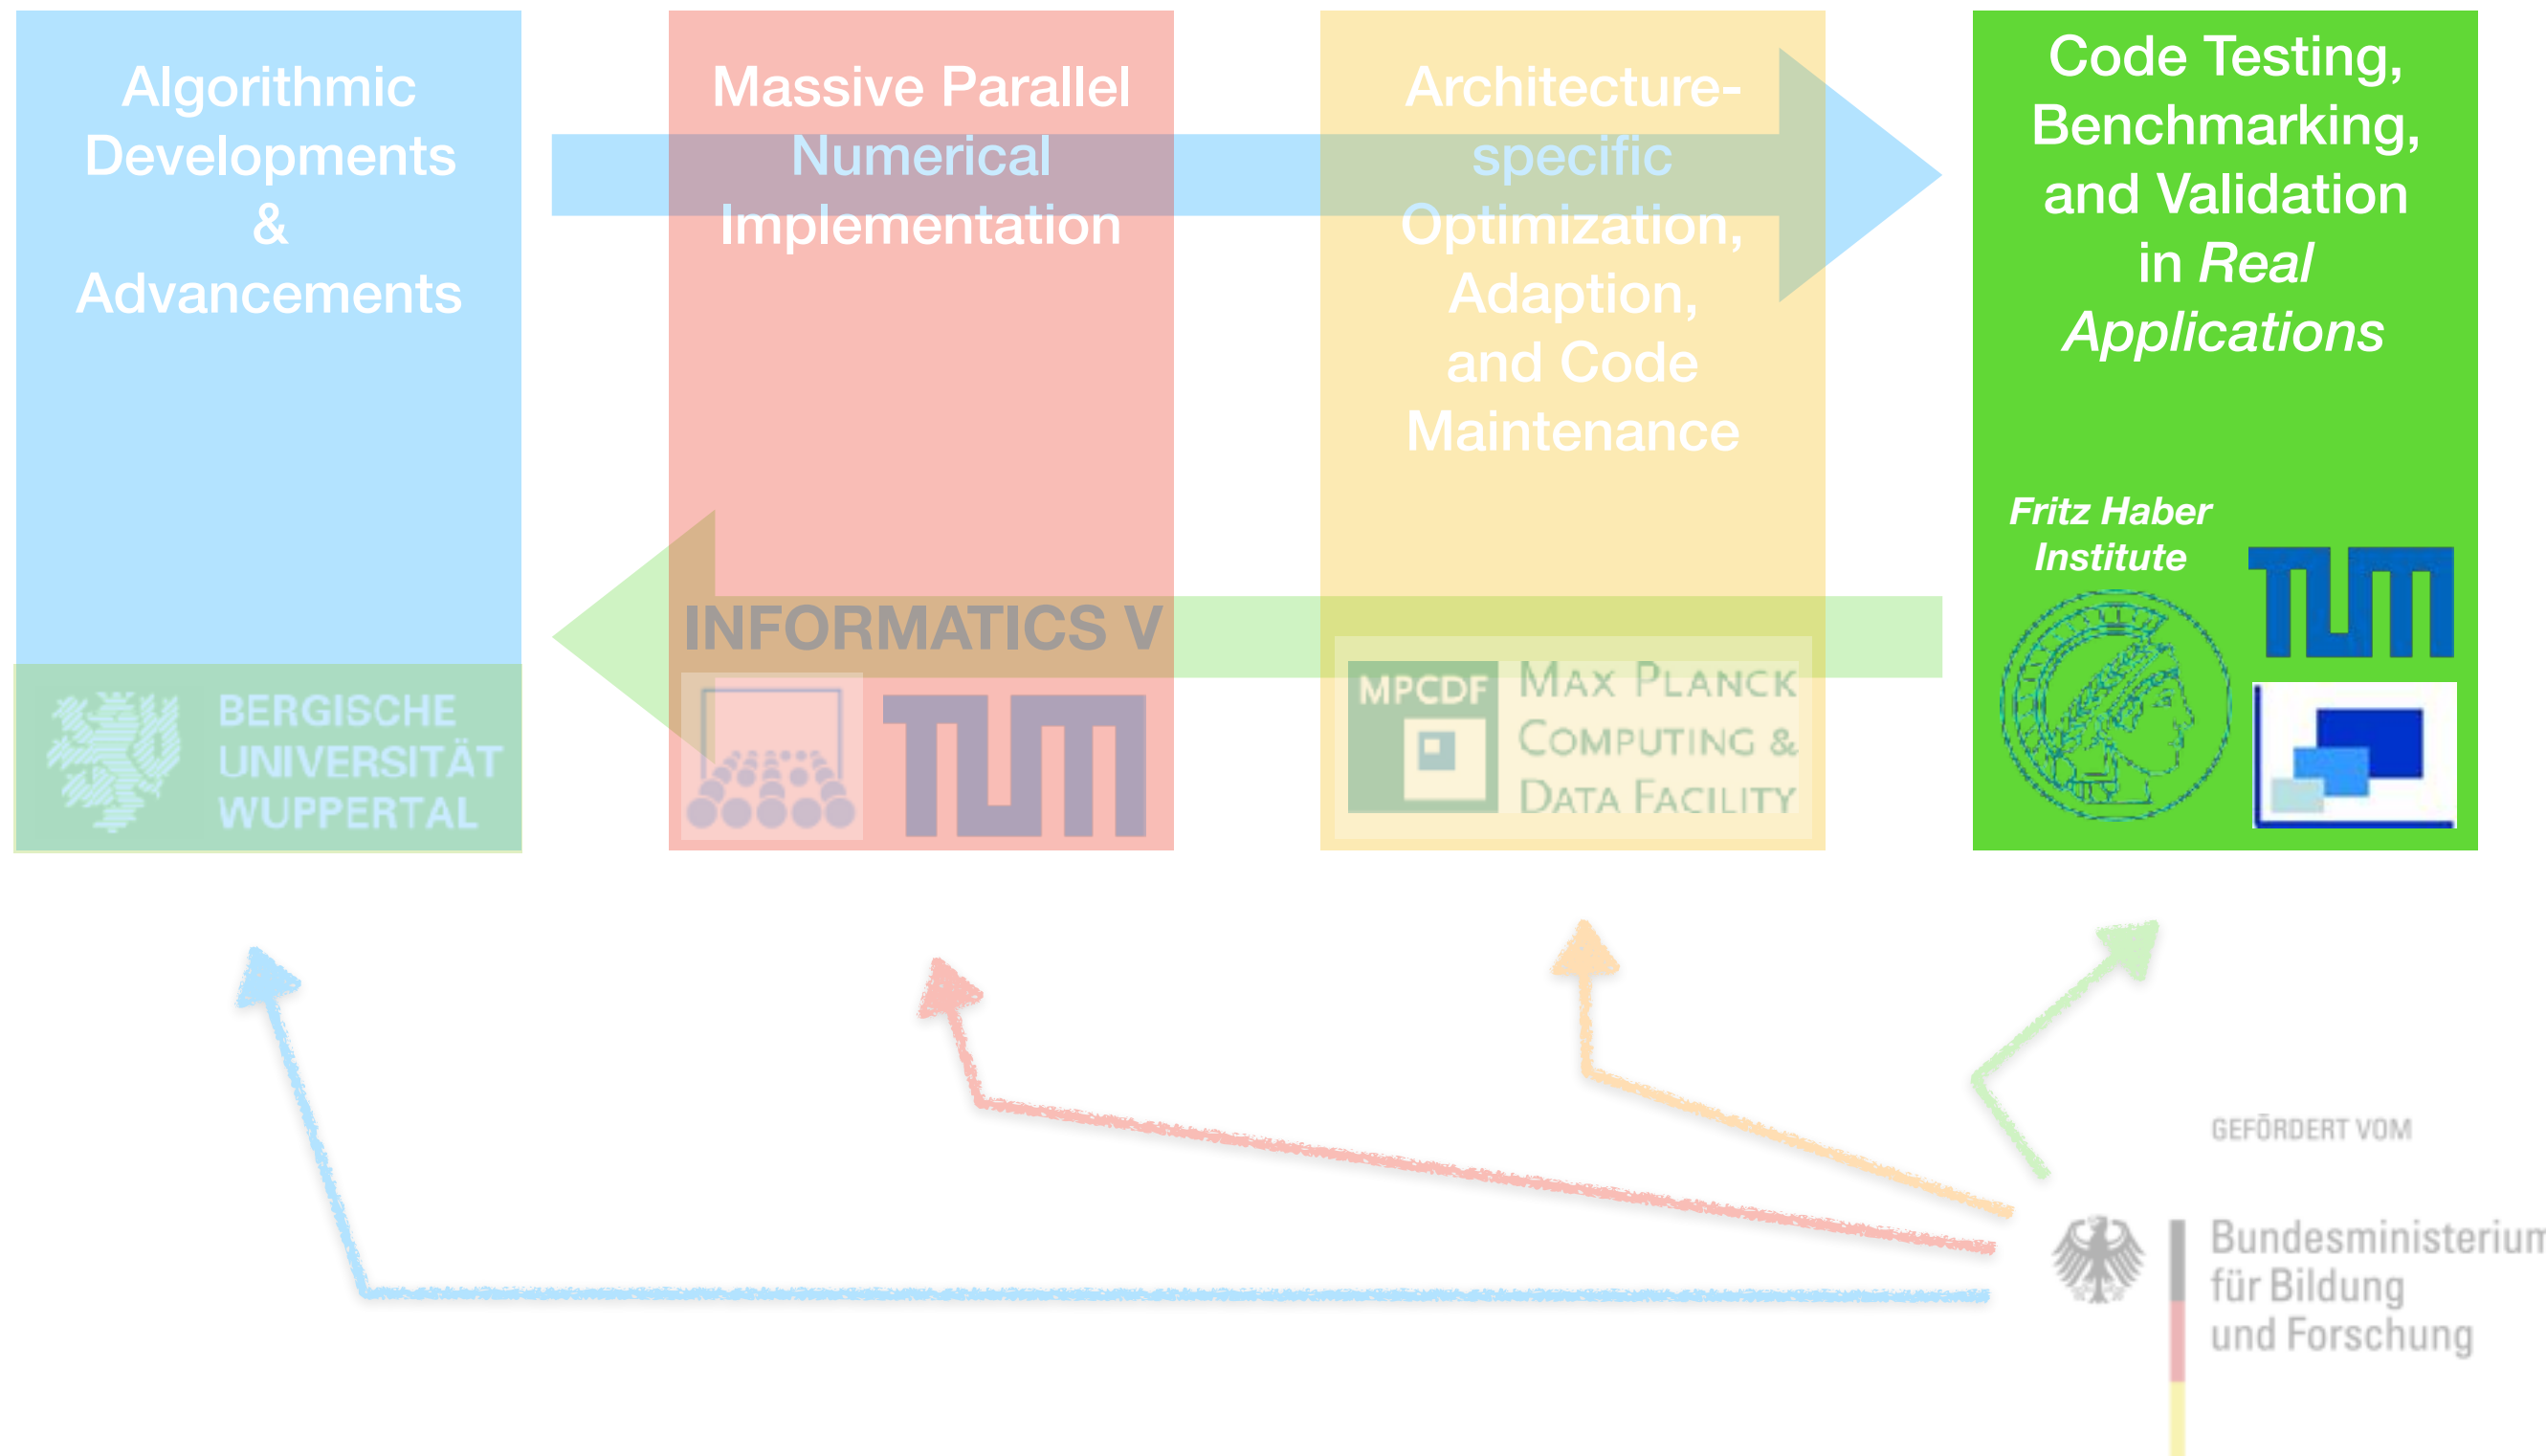 Algorithmic
Developments
&
Advancements
BERGISCHE
UNIVERSITÄT
WUPPERTAL
Massive Parallel
Numerical
Implementation
INFORMATICS V
TUM
Architecture-
specific
Optimization,
Adaption,
and Code
Maintenance
MPCDF
MAX PLANCK
COMPUTING &
DATA FACILITY
Code Testing,
Benchmarking,
and Validation
in Real
Applications
Fritz Haber
Institute
TUM
GEFÖRDERT VOM
Bundesministerium
für Bildung
und Forschung